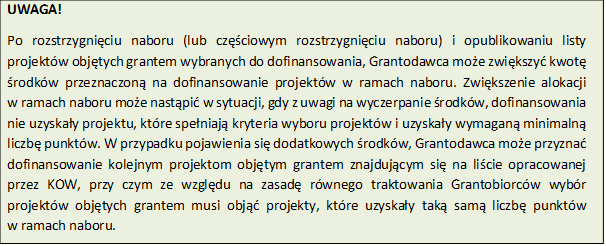 UWAGA!
Po rozstrzygnięciu naboru (lub częściowym rozstrzygnięciu naboru) i opublikowaniu listy
projektów objętych grantem wybranych do dofinansowania, Grantodawca może zwiększyć kwotę
środków przeznaczoną na dofinansowanie projektów w ramach naboru. Zwiększenie alokacji
w ramach naboru może nastąpić w sytuacji, gdy z uwagi na wyczerpanie środków, dofinansowania
nie uzyskały projektu, które spełniają kryteria wyboru projektów i uzyskały wymaganą minimalną
liczbę punktów. W przypadku pojawienia się dodatkowych środków, Grantodawca może przyznać
dofinansowanie kolejnym projektom objętym grantem znajdującym się na liście opracowanej
przez KOW, przy czym ze względu na zasadę równego traktowania Grantobiorców wybór
projektów objętych grantem musi objąć projekty, które uzyskały taką samą liczbę punktów
w ramach naboru.